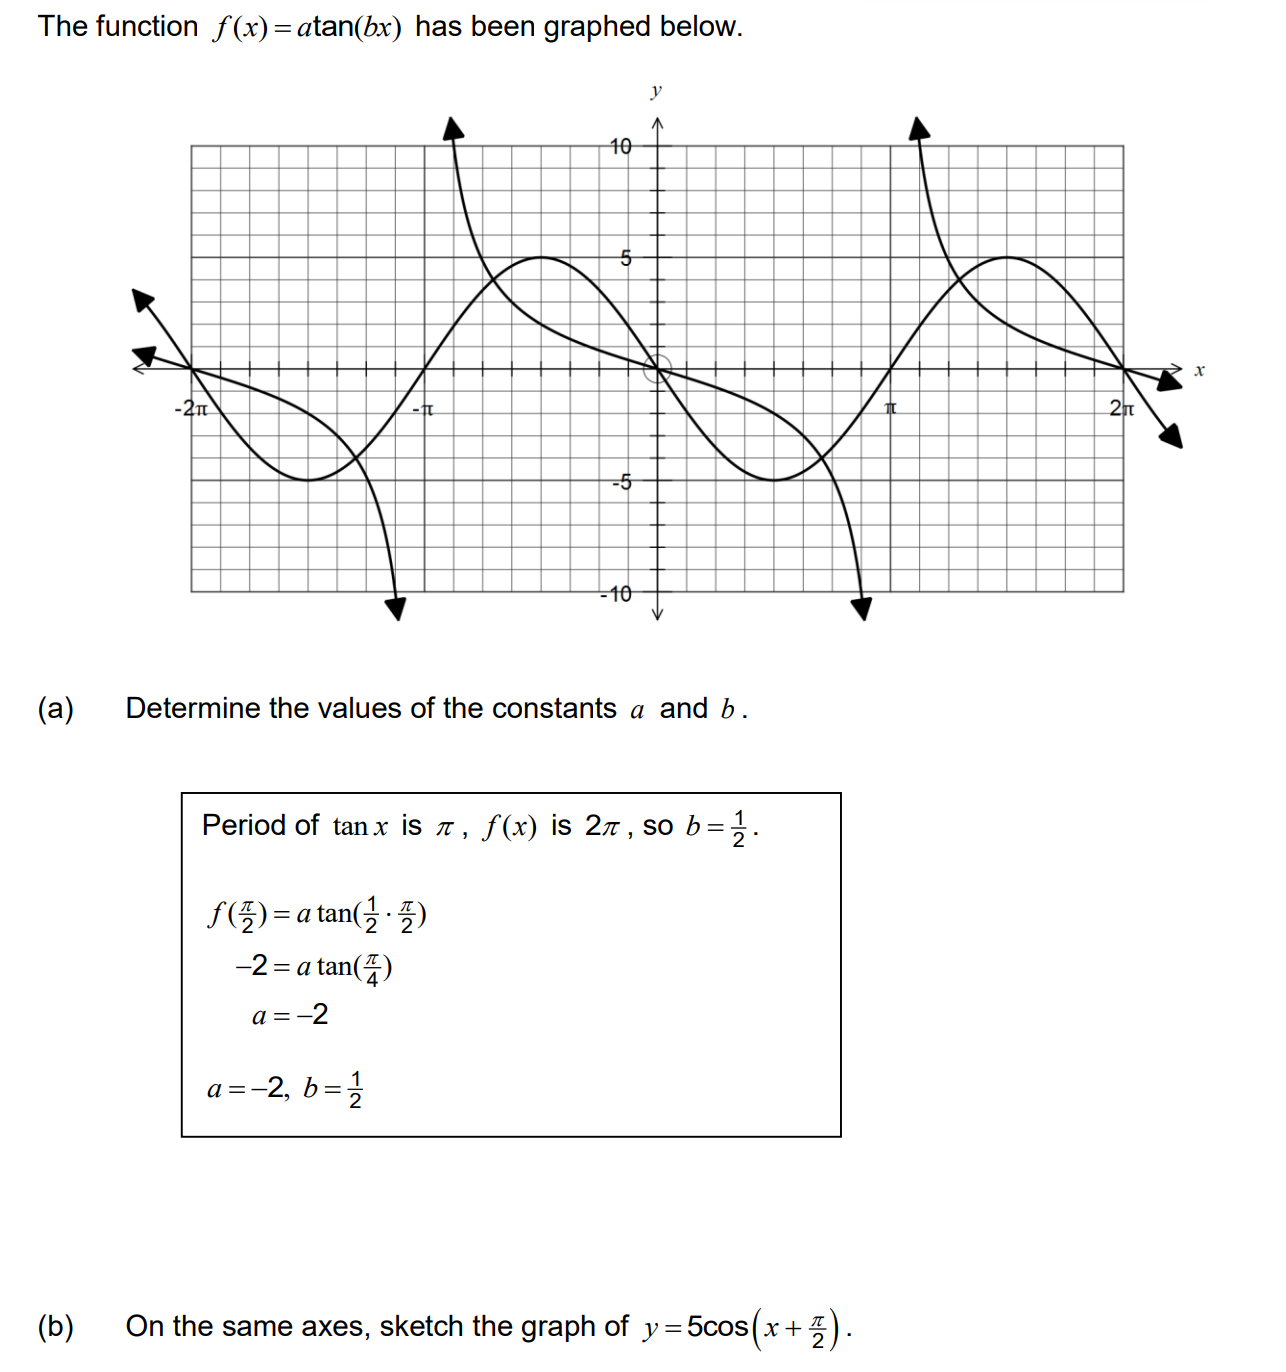 The function f(x)=atan(bx) has been graphed below.
y
10
5
x
-2π
-π
π
2π
-5
-10
(a) Determine the values of the constants a and b.
Period of tan x is π, f(x) is 2π, so b=1/2.
f(π/2)=a tan(1/2·π/2)
−2=a tan(π/4)
a=−2
a=−2, b=1/2
(b) On the same axes, sketch the graph of y=5cos(x+π/2).